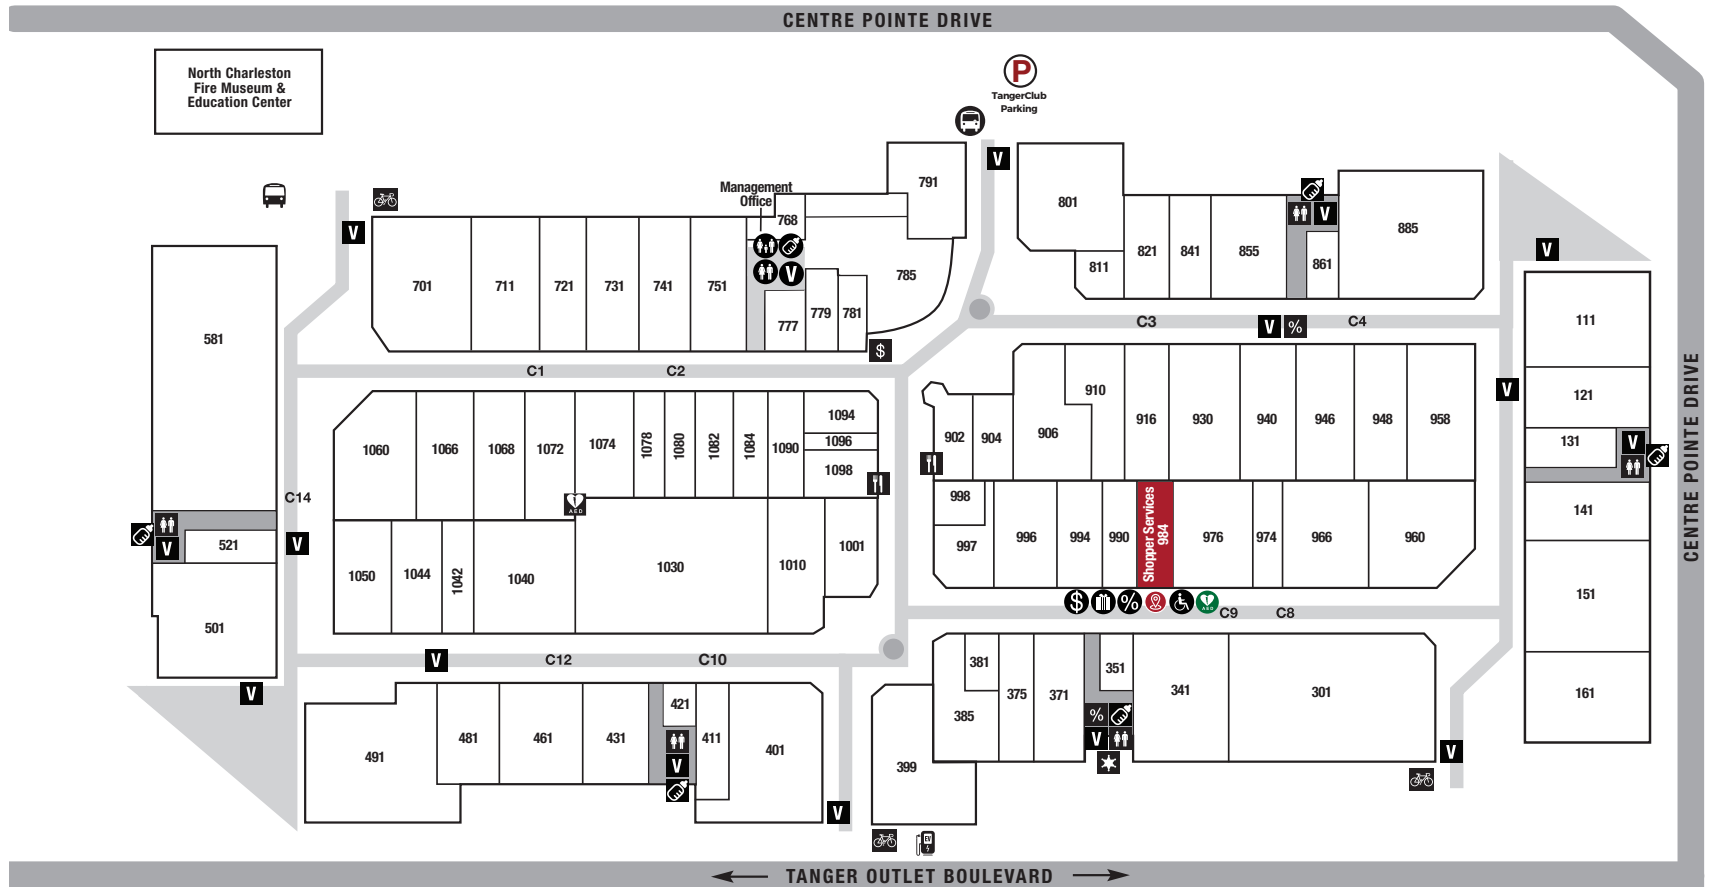 CENTRE POINTE DRIVE
North Charleston
Fire Museum &
Education Center
P
TangerClub
Parking
V
791
801
Management
Office
768
V
701
711
721
731
741
751
V
777
779
781
785
$
811
821
841
855
V
861
885
V
C3
V
%
C4
111
121
131
V
141
151
161
V
CENTRE POINTE DRIVE
581
C14
V
521
V
501
V
C1
C2
1060
1066
1068
1072
1074
1078
1080
1082
1084
1090
1094
1096
1098
AED
1050
1044
1042
1040
1030
1010
1001
902
904
906
910
916
930
940
946
948
958
998
997
996
994
990
Shopper Services
984
976
974
966
960
$
%
AED
C9
C8
V
C12
C10
491
481
461
431
421
V
411
401
V
399
385
381
375
371
351
%
V
341
301
V
EV
TANGER OUTLET BOULEVARD